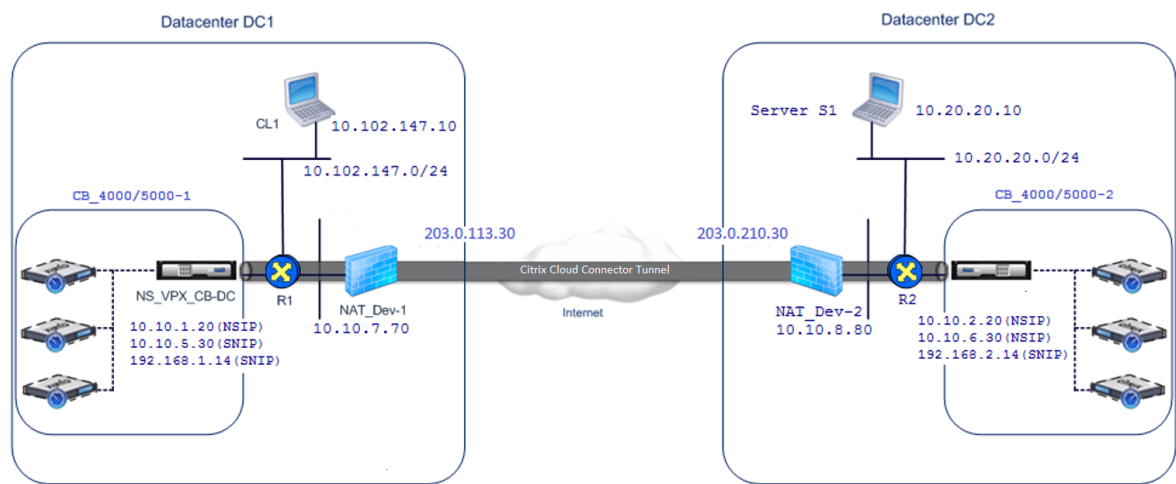 Datacenter DC1
Datacenter DC2
CL1
10.102.147.10
10.102.147.0/24
Server S1
10.20.20.10
10.20.20.0/24
CB_4000/5000-1
CB_4000/5000-2
203.0.113.30
203.0.210.30
Citrix Cloud Connector Tunnel
Internet
NS_VPX_CB-DC
R1
NAT_Dev-1
10.10.7.70
NAT_Dev-2
10.10.8.80
R2
10.10.1.20(NSIP)
10.10.5.30(SNIP)
192.168.1.14(SNIP)
10.10.2.20(NSIP)
10.10.6.30(NSIP)
192.168.2.14(SNIP)